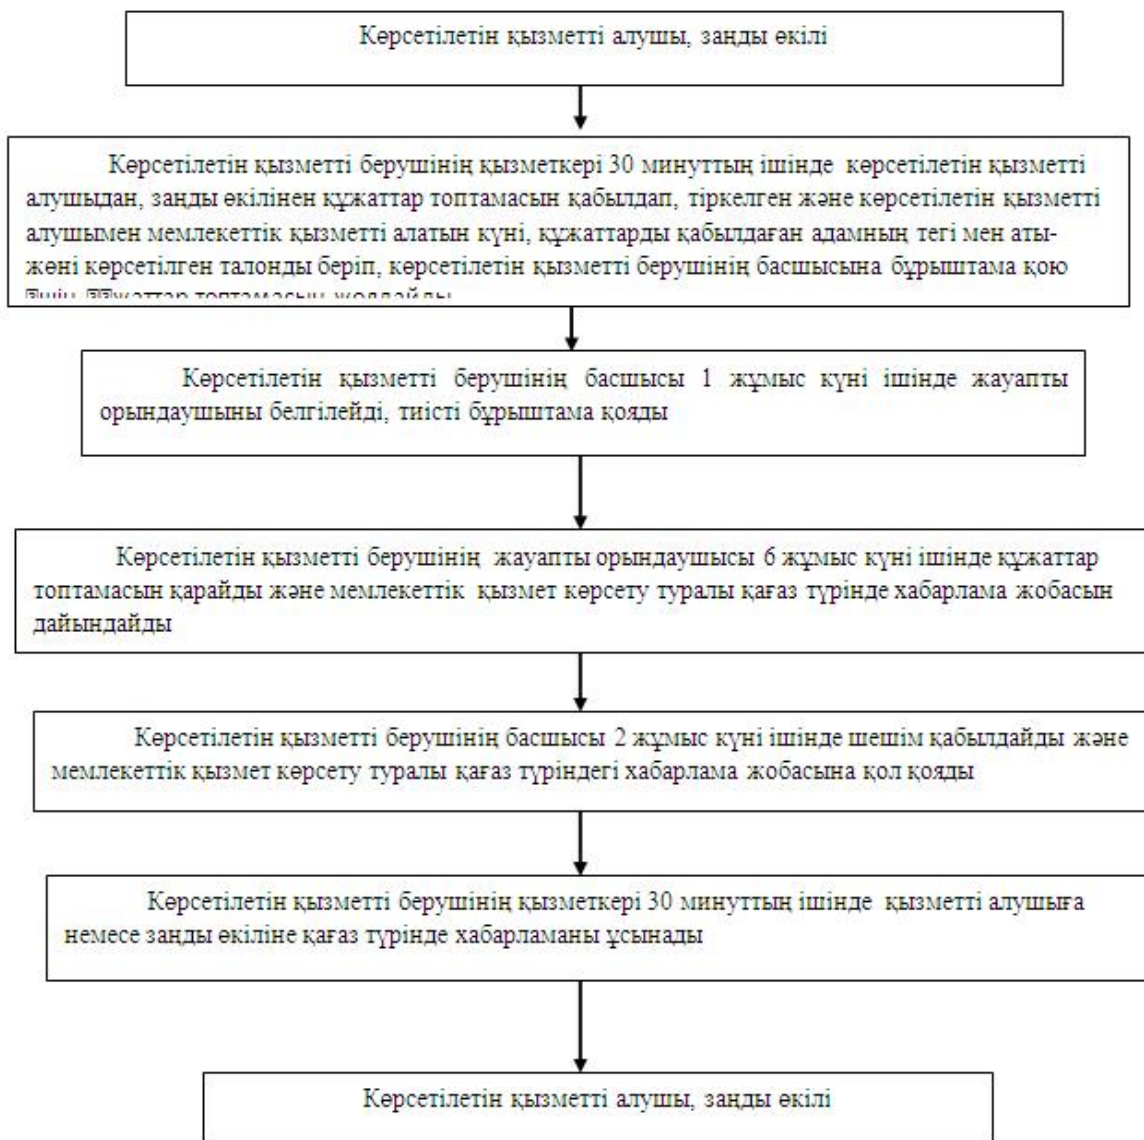 Көрсетілетін қызметті алушы, заңды өкілі
Көрсетілетін қызметті берушінің қызметкері 30 минуттың ішінде көрсетілетін қызметті
алушыдан, заңды өкілінен құжаттар топтамасын қабылдап, тіркелген және көрсетілетін қызметті
алушымен мемлекеттік қызметті алатын күні, құжаттарды қабылдаған адамның тегі мен аты-
жөні көрсетілген талонды беріп, көрсетілетін қызметті берушінің басшысына бұрыштама қою
топтамасын жолдайды
Көрсетілетін қызметті берушінің басшысы 1 жұмыс күні ішінде жауапты
орындаушыны белгілейді, тиісті бұрыштама қояды
Көрсетілетін қызметті берушінің жауапты орындаушысы 6 жұмыс күні ішінде құжаттар
топтамасын қарайды және мемлекеттік қызмет көрсету туралы қағаз түрінде хабарлама жобасын
дайындайды
Көрсетілетін қызметті берушінің басшысы 2 жұмыс күні ішінде шешім қабылдайды және
мемлекеттік қызмет көрсету туралы қағаз түріндегі хабарлама жобасына қол қояды
Көрсетілетін қызметті берушінің қызметкері 30 минуттың ішінде қызметті алушыға
немесе заңды өкіліне қағаз түрінде хабарламаны ұсынады
Көрсетілетін қызметті алушы, заңды өкілі